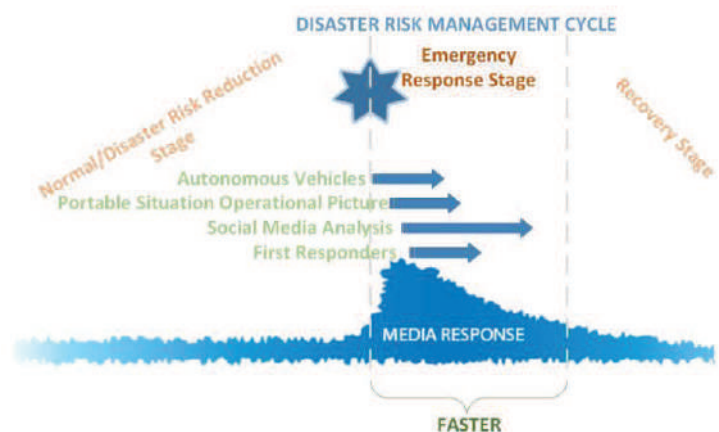 DISASTER RISK MANAGEMENT CYCLE
Emergency
Response Stage
Normal/Disaster Risk Reduction
Stage
Recovery Stage
Autonomous Vehicles
Portable Situation Operational Picture
Social Media Analysis
First Responders
MEDIA RESPONSE
FASTER